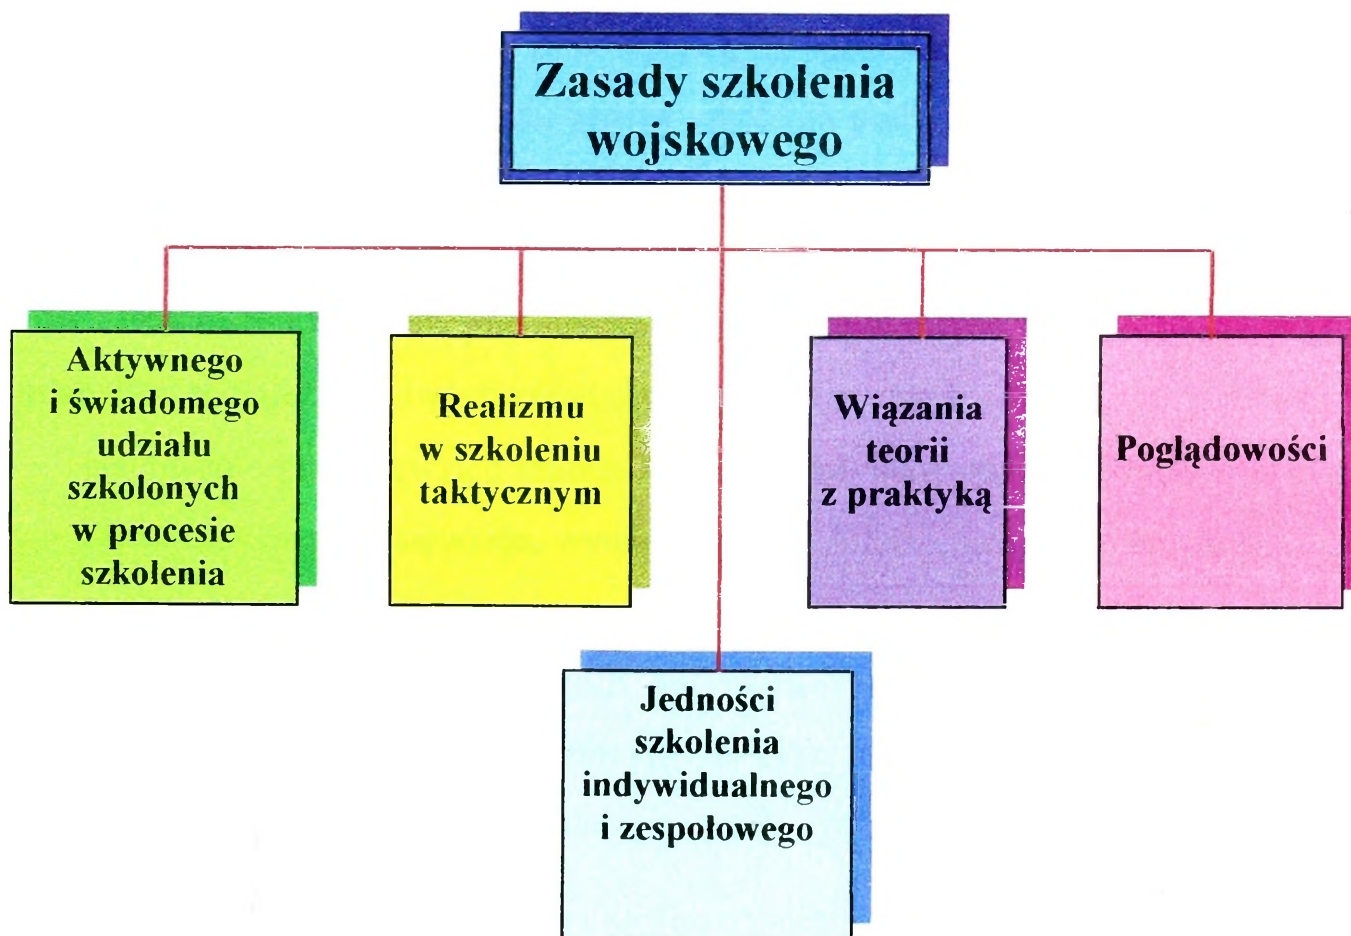 Zasady szkolenia
wojskowego
Aktywnego
i świadomego
udziału
szkolonych
w procesie
szkolenia
Realizmu
w szkoleniu
taktycznym
Wiązania
teorii
z praktyką
Poglądowości
Jedności
szkolenia
indywidualnego
i zespołowego